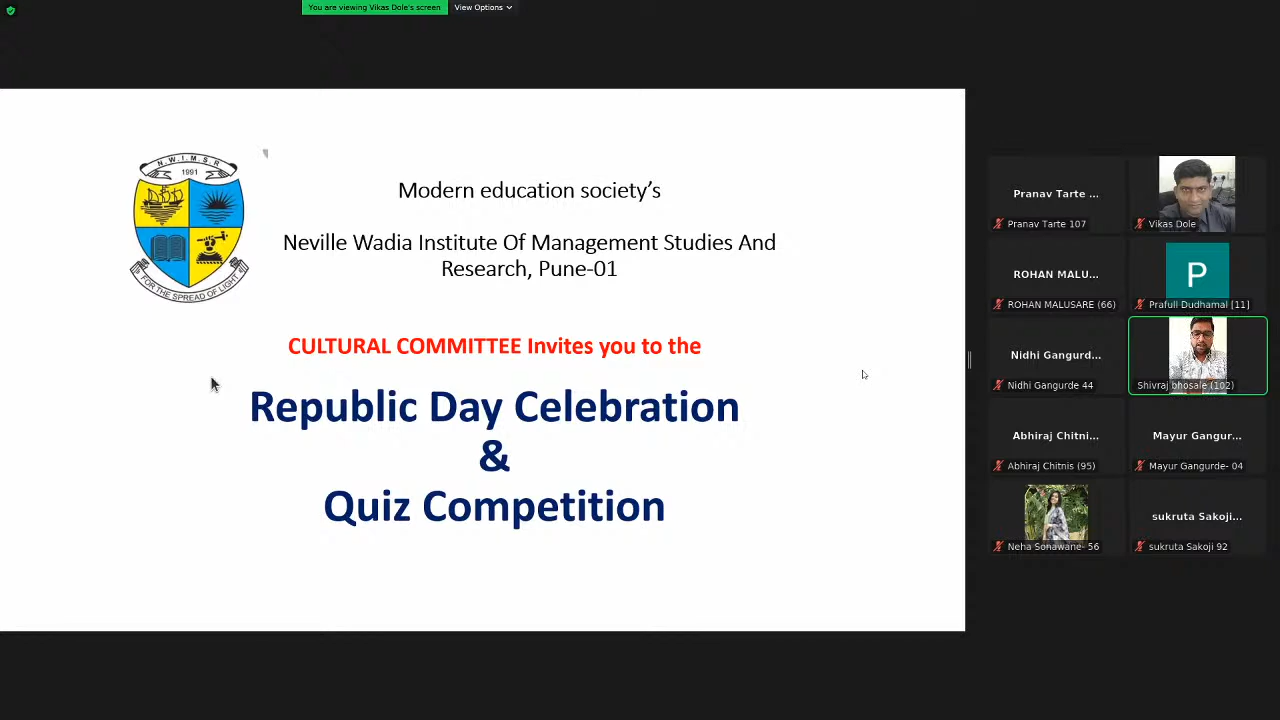 You are viewing Vikas Dole's screen
View Options
N.W.I.M.S.R
1991
FOR THE SPREAD OF LIGHT
Modern education society's
Neville Wadia Institute Of Management Studies And
Research, Pune-01
CULTURAL COMMITTEE Invites you to the
Republic Day Celebration
&
Quiz Competition
Pranav Tarte ...
Pranav Tarte 107
Vikas Dole
ROHAN MALU...
ROHAN MALUSARE (66)
P
Prafull Dudhamal [11]
Nidhi Gangurd...
Nidhi Gangurde 44
Shivraj bhosale (102)
Abhiraj Chitni...
Abhiraj Chitnis (95)
Mayur Gangur...
Mayur Gangurde- 04
Neha Sonawane- 56
sukruta Sakoji...
sukruta Sakoji 92